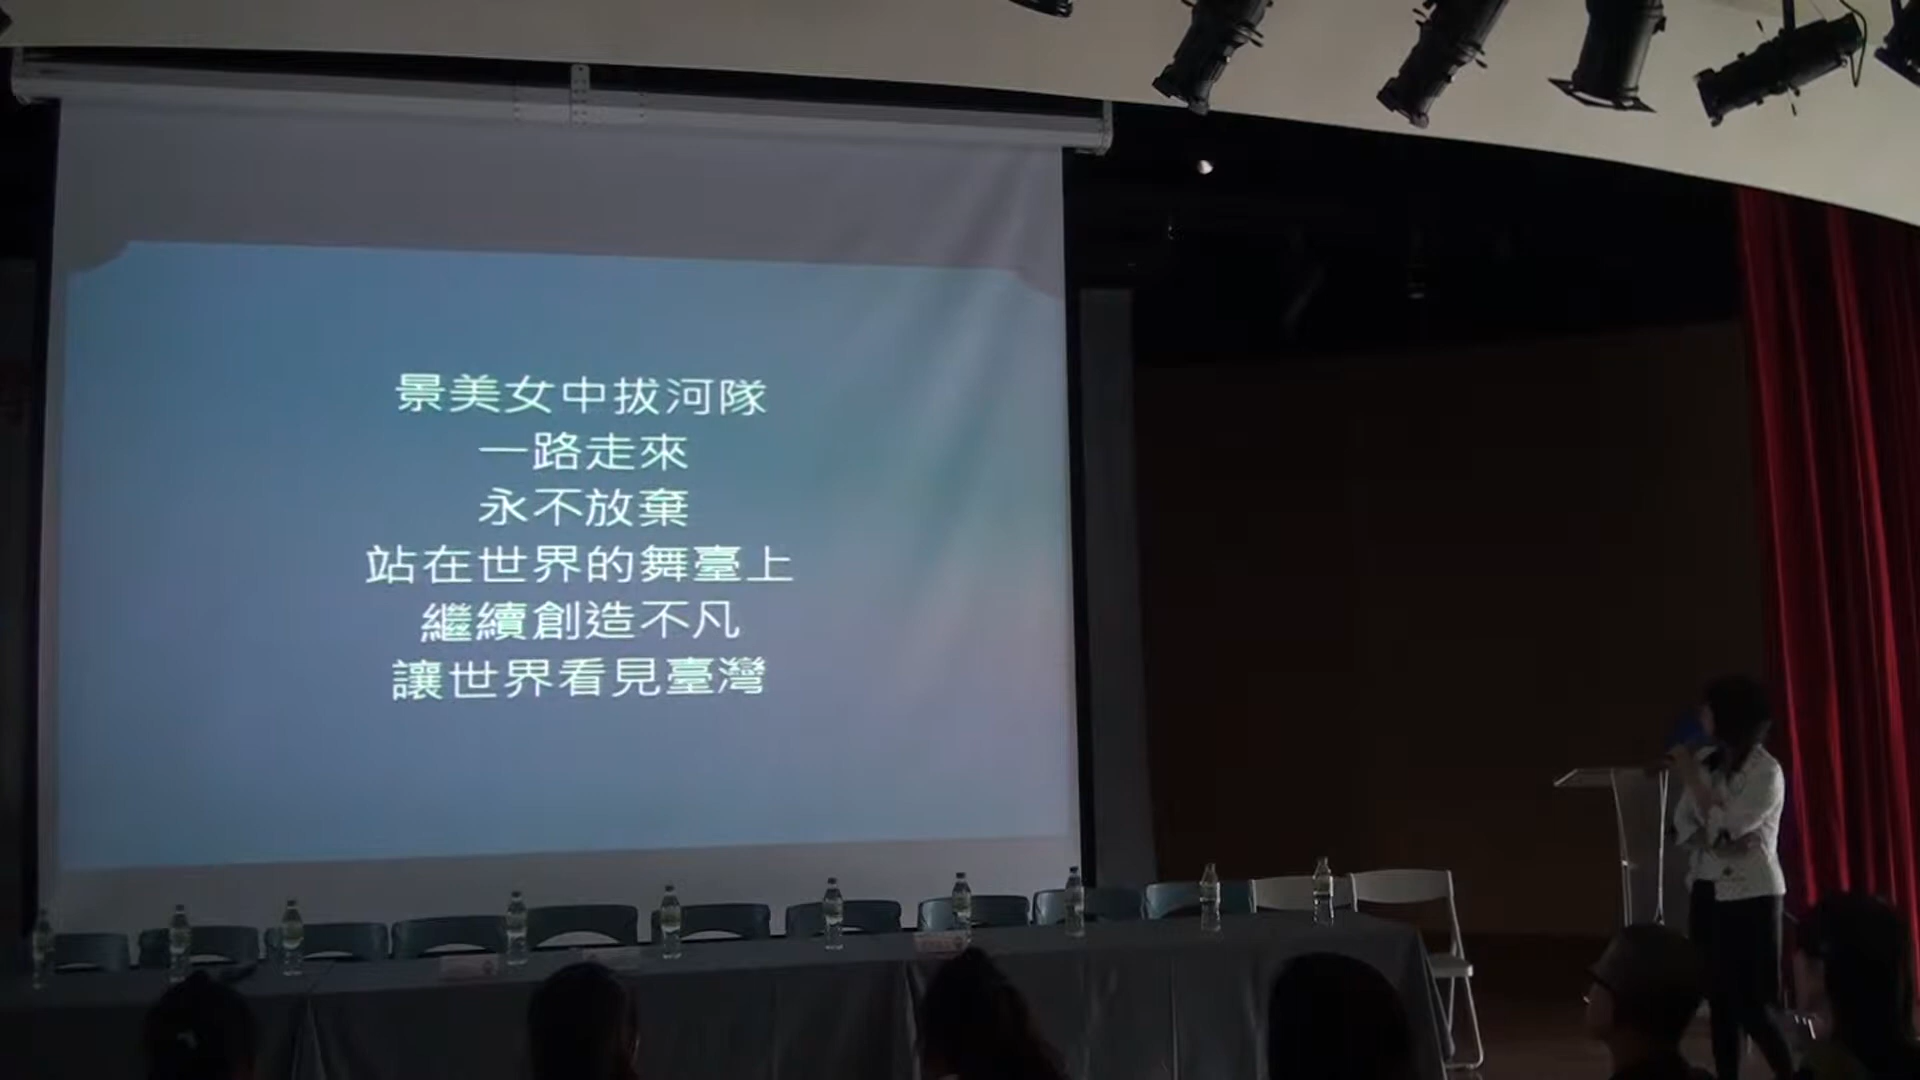 景美女中拔河隊
一路走來
永不放棄
站在世界的舞臺上
繼續創造不凡
讓世界看見臺灣